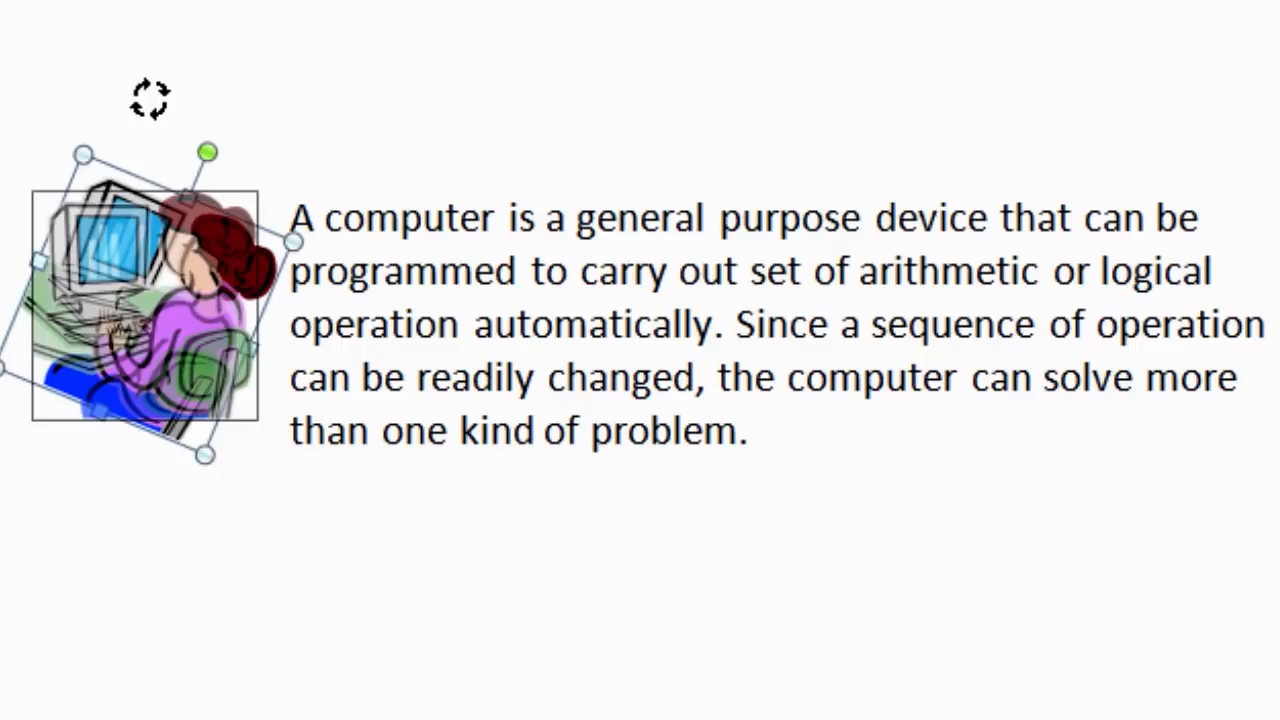 A computer is a general purpose device that can be
programmed to carry out set of arithmetic or logical
operation automatically. Since a sequence of operation
can be readily changed, the computer can solve more
than one kind of problem.